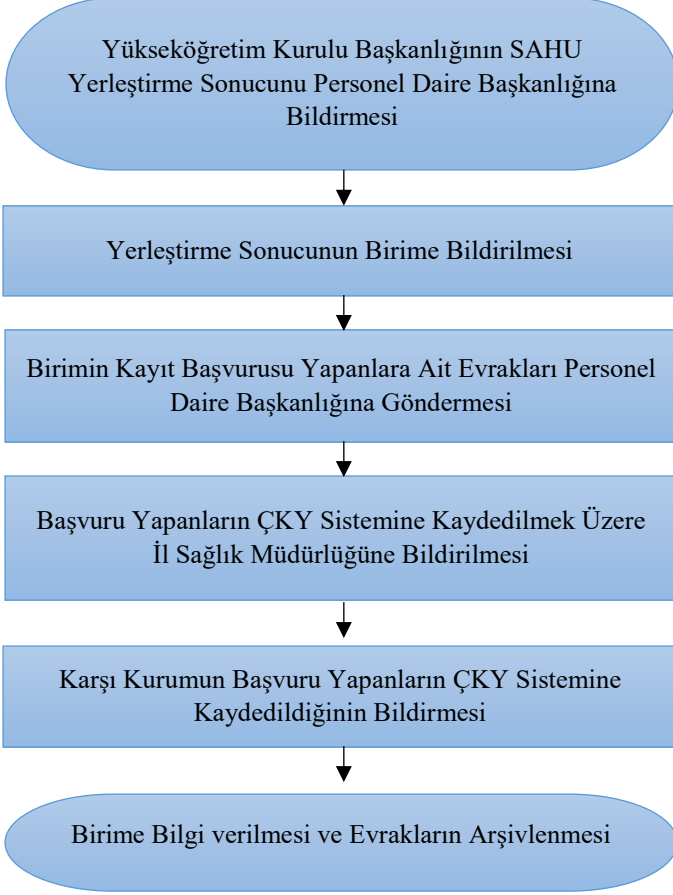 Yükseköğretim Kurulu Başkanlığının SAHU
Yerleştirme Sonucunu Personel Daire Başkanlığına
Bildirmesi
Yerleştirme Sonucunun Birime Bildirilmesi
Birimin Kayıt Başvurusu Yapanlara Ait Evrakları Personel
Daire Başkanlığına Göndermesi
Başvuru Yapanların ÇKY Sistemine Kaydedilmek Üzere
İl Sağlık Müdürlüğüne Bildirilmesi
Karşı Kurumun Başvuru Yapanların ÇKY Sistemine
Kaydedildiğinin Bildirmesi
Birime Bilgi verilmesi ve Evrakların Arşivlenmesi